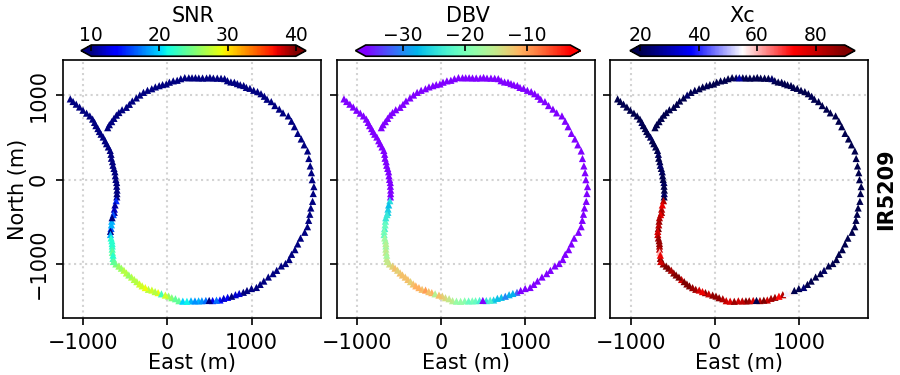 SNR DBV Xc
10 20 30 40 −30 −20 −10 20 40 60 80
1000
0
−1000
North (m)
IR5209
−1000 0 1000 −1000 0 1000 −1000 0 1000
East (m) East (m) East (m)